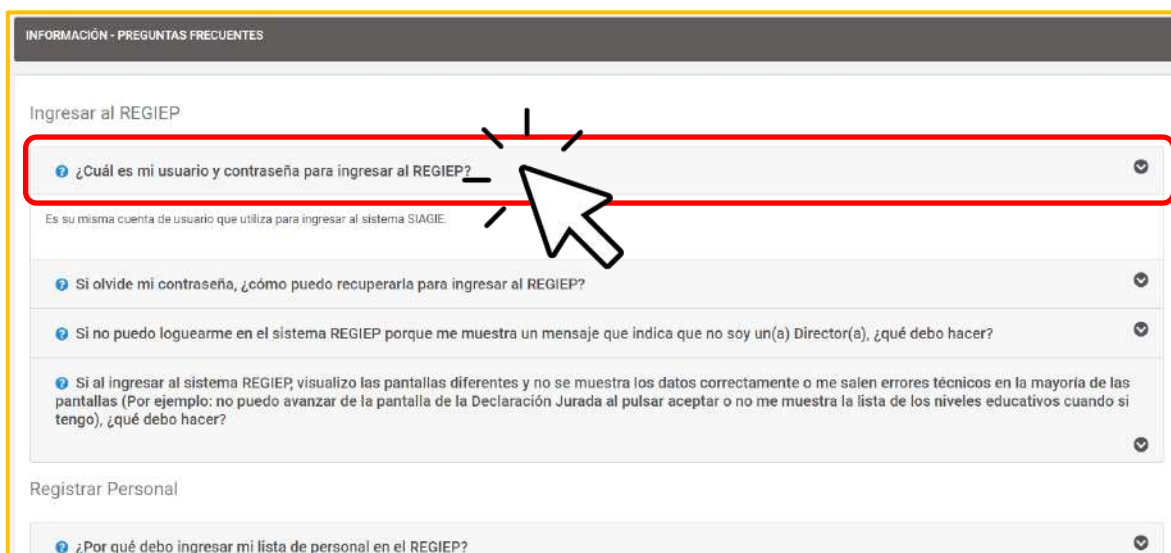 INFORMACIÓN - PREGUNTAS FRECUENTES
Ingresar al REGIEP
¿Cuál es mi usuario y contraseña para ingresar al REGIEP?
Es su misma cuenta de usuario que utiliza para ingresar al sistema SIAGIE.
Si olvide mi contraseña, ¿cómo puedo recuperarla para ingresar al REGIEP?
Si no puedo loguearme en el sistema REGIEP porque me muestra un mensaje que indica que no soy un(a) Director(a), ¿qué debo hacer?
Si al ingresar al sistema REGIEP, visualizo las pantallas diferentes y no se muestra los datos correctamente o me salen errores técnicos en la mayoría de las
pantallas (Por ejemplo: no puedo avanzar de la pantalla de la Declaración Jurada al pulsar aceptar o no me muestra la lista de los niveles educativos cuando si
tengo), ¿qué debo hacer?
Registrar Personal
¿Por qué debo ingresar mi lista de personal en el REGIEP?